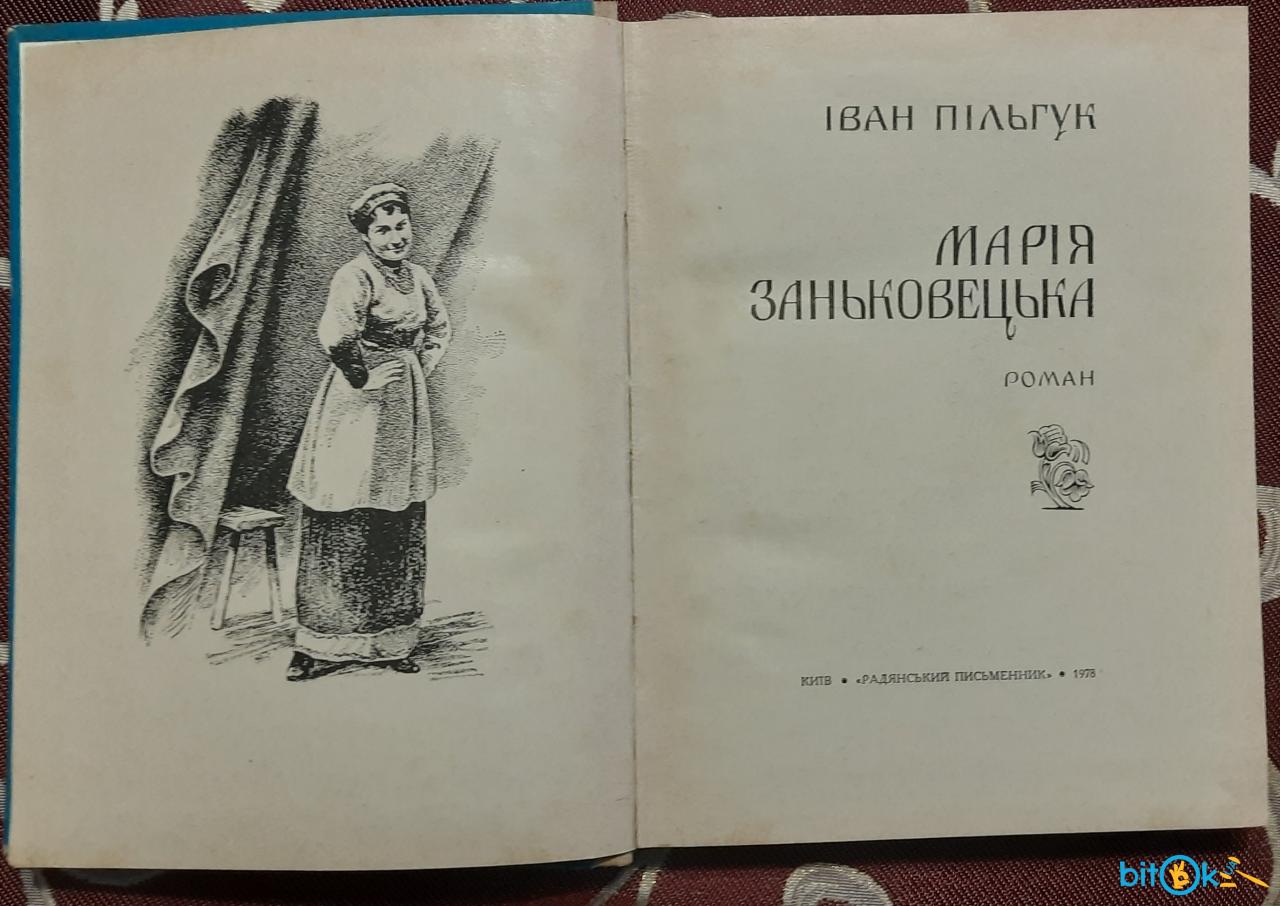 ІВАН ПІЛЬГУК
МАРІЯ
ЗАНЬКОВЕЦЬКА
РОМАН
КИЇВ • «РАДЯНСЬКИЙ ПИСЬМЕННИК» • 1978
bitOk